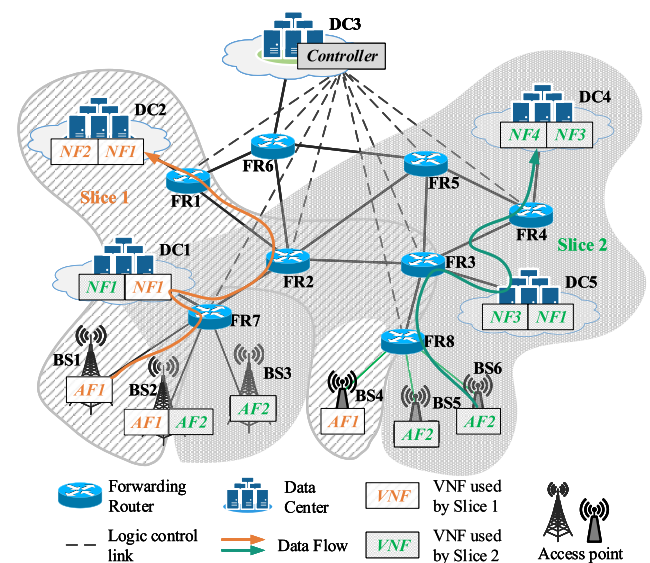 DC3
Controller
DC2
DC4
NF2 NF1
NF4 NF3
FR6
FR5
FR1
Slice 1
FR4
DC1
Slice 2
FR2
FR3
DC5
NF1 NF1
NF3 NF1
FR7
FR8
BS1
BS2
BS3
BS4
BS5
BS6
AF1
AF1 AF2
AF2
AF1
AF2
AF2
Forwarding
Router
Data
Center
VNF
VNF used
by Slice 1
Logic control
link
Data Flow
VNF
VNF used
by Slice 2
Access point